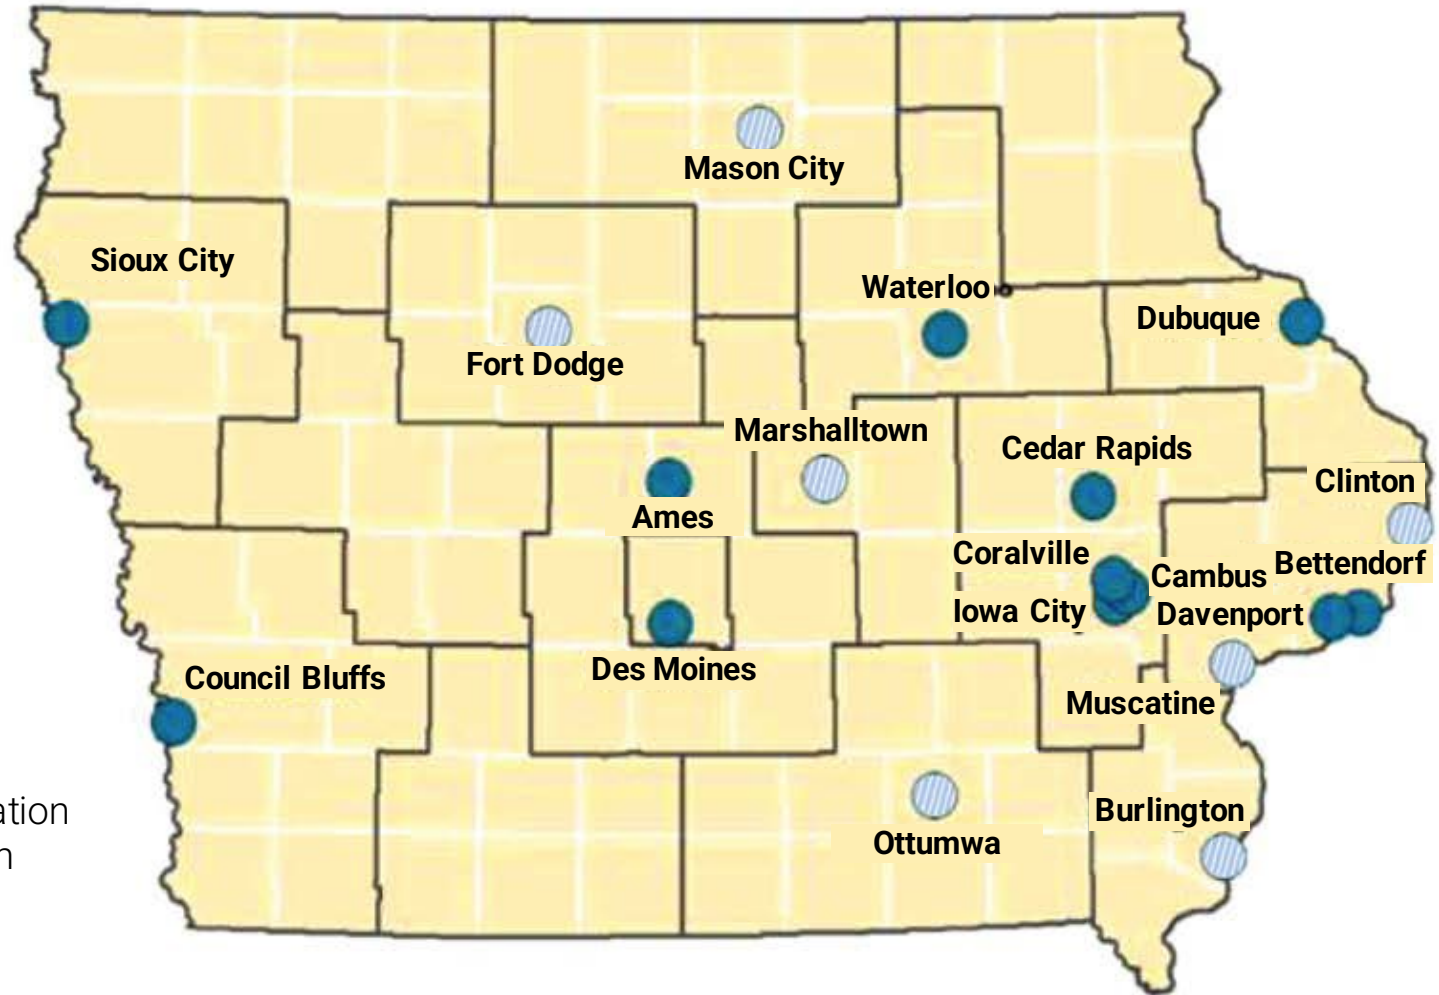 Mason City
Sioux City
Waterloo
Dubuque
Fort Dodge
Marshalltown
Cedar Rapids
Clinton
Ames
Coralville
Cambus
Bettendorf
Iowa City
Davenport
Des Moines
Council Bluffs
Muscatine
Burlington
Ottumwa